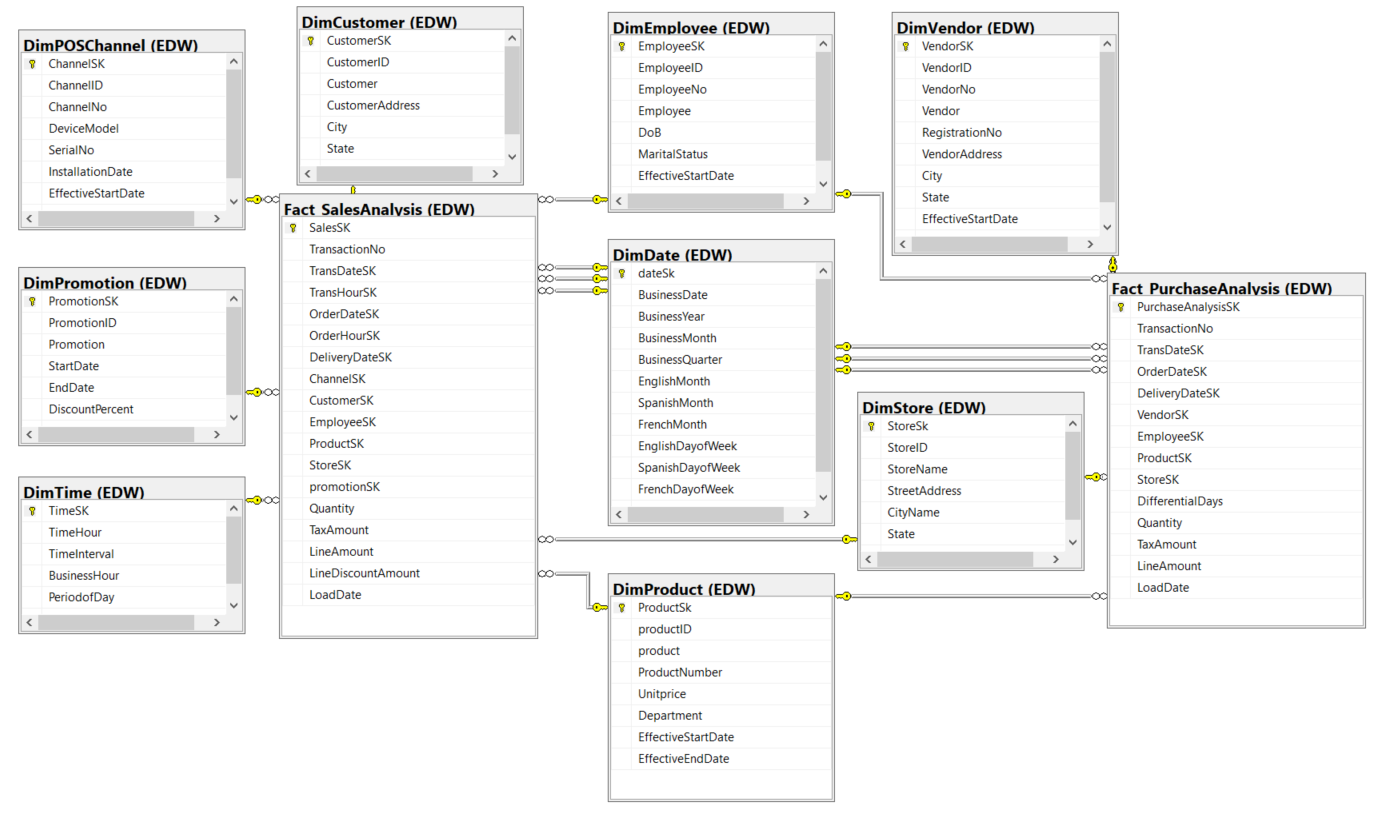 DimPOSChannel (EDW)
ChannelSK
ChannelID
ChannelNo
DeviceModel
SerialNo
InstallationDate
EffectiveStartDate
DimCustomer (EDW)
CustomerSK
CustomerID
Customer
CustomerAddress
City
State
DimEmployee (EDW)
EmployeeSK
EmployeeID
EmployeeNo
Employee
DoB
MaritalStatus
EffectiveStartDate
DimVendor (EDW)
VendorSK
VendorID
VendorNo
Vendor
RegistrationNo
VendorAddress
City
State
EffectiveStartDate
DimPromotion (EDW)
PromotionSK
PromotionID
Promotion
StartDate
EndDate
DiscountPercent
DimTime (EDW)
TimeSK
TimeHour
TimeInterval
BusinessHour
PeriodofDay
Fact_SalesAnalysis (EDW)
SalesSK
TransactionNo
TransDateSK
TransHourSK
OrderDateSK
OrderHourSK
DeliveryDateSK
ChannelSK
CustomerSK
EmployeeSK
ProductSK
StoreSK
promotionSK
Quantity
TaxAmount
LineAmount
LineDiscountAmount
LoadDate
DimDate (EDW)
dateSk
BusinessDate
BusinessYear
BusinessMonth
BusinessQuarter
EnglishMonth
SpanishMonth
FrenchMonth
EnglishDayofWeek
SpanishDayofWeek
FrenchDayofWeek
DimStore (EDW)
StoreSk
StoreID
StoreName
StreetAddress
CityName
State
DimProduct (EDW)
ProductSk
productID
product
ProductNumber
Unitprice
Department
EffectiveStartDate
EffectiveEndDate
Fact_PurchaseAnalysis (EDW)
PurchaseAnalysisSK
TransactionNo
TransDateSK
OrderDateSK
DeliveryDateSK
VendorSK
EmployeeSK
ProductSK
StoreSK
DifferentialDays
Quantity
TaxAmount
LineAmount
LoadDate